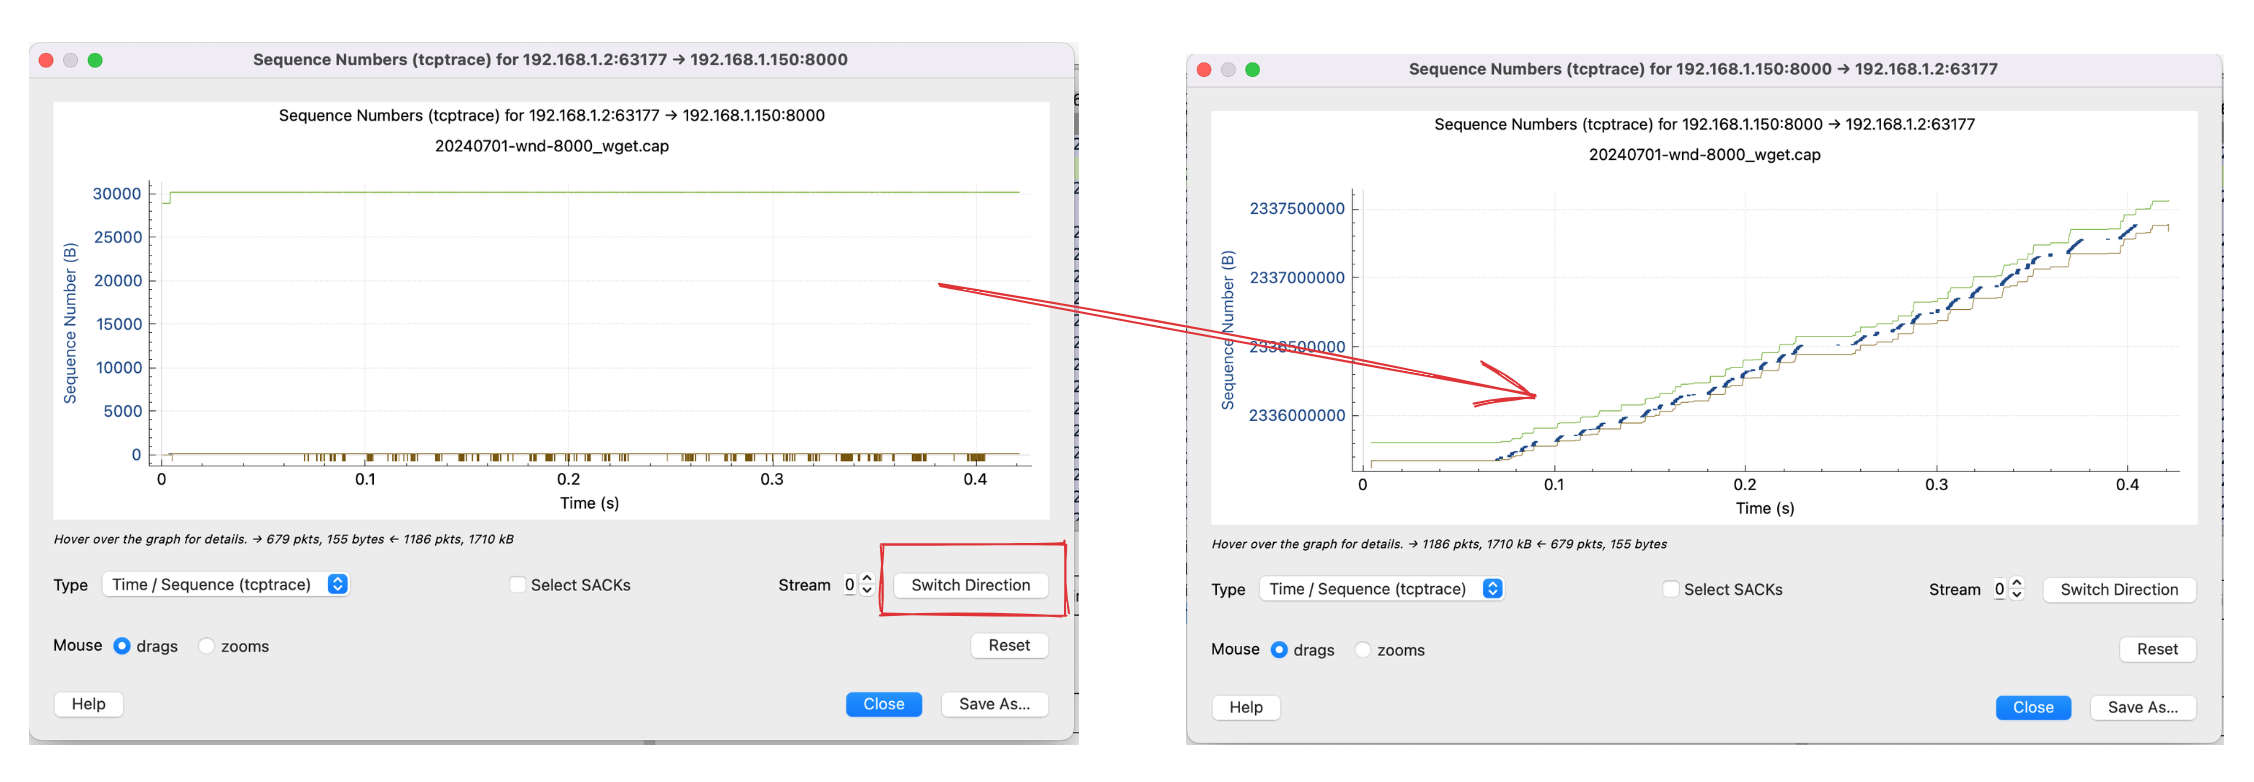 Sequence Numbers (tcptrace) for 192.168.1.2:63177 → 192.168.1.150:8000
Sequence Numbers (tcptrace) for 192.168.1.2:63177 → 192.168.1.150:8000
20240701-wnd-8000_wget.cap
Sequence Number (B)
30000
25000
20000
15000
10000
5000
0
0 0.1 0.2 0.3 0.4
Time (s)
Hover over the graph for details. → 679 pkts, 155 bytes ← 1186 pkts, 1710 kB
Type Time / Sequence (tcptrace) Select SACKs Stream 0 Switch Direction
Mouse drags zooms Reset
Help Close Save As...
Sequence Numbers (tcptrace) for 192.168.1.150:8000 → 192.168.1.2:63177
Sequence Numbers (tcptrace) for 192.168.1.150:8000 → 192.168.1.2:63177
20240701-wnd-8000_wget.cap
Sequence Number (B)
2337500000
2337000000
2336500000
2336000000
0 0.1 0.2 0.3 0.4
Time (s)
Hover over the graph for details. → 1186 pkts, 1710 kB ← 679 pkts, 155 bytes
Type Time / Sequence (tcptrace) Select SACKs Stream 0 Switch Direction
Mouse drags zooms Reset
Help Close Save As...